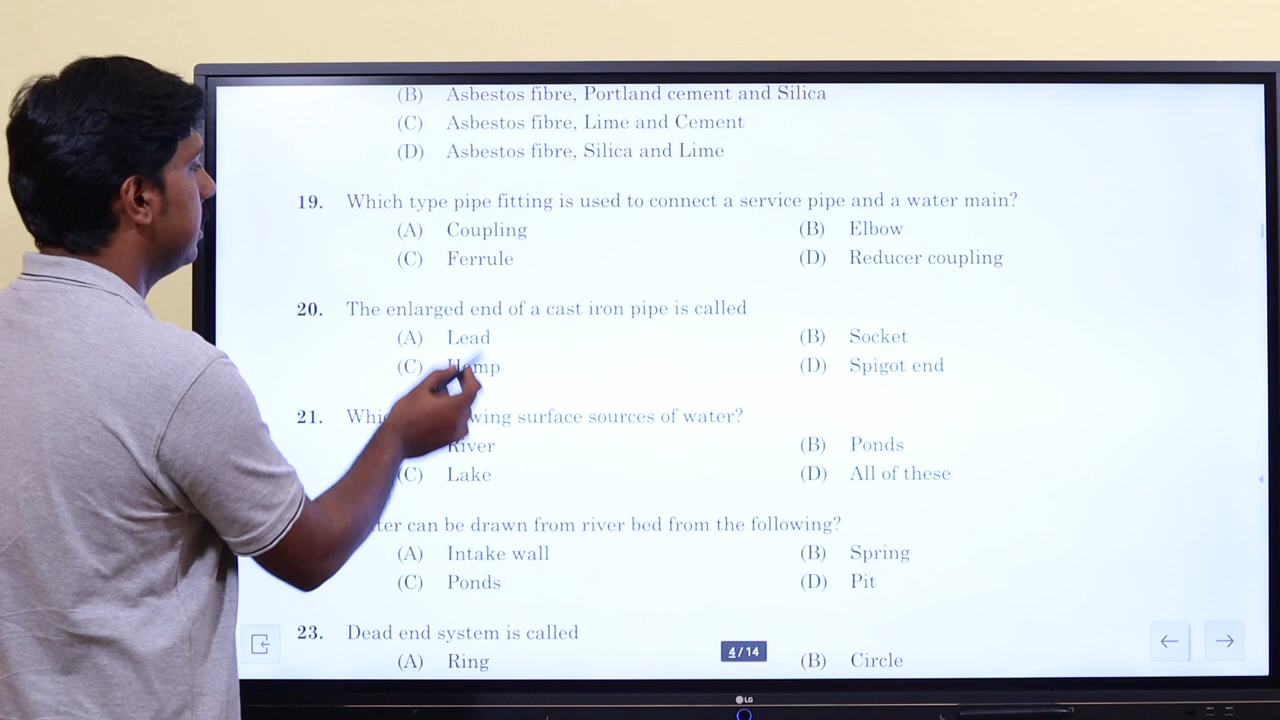 (B) Asbestos fibre, Portland cement and Silica
(C) Asbestos fibre, Lime and Cement
(D) Asbestos fibre, Silica and Lime
19. Which type pipe fitting is used to connect a service pipe and a water main?
(A) Coupling (B) Elbow
(C) Ferrule (D) Reducer coupling
20. The enlarged end of a cast iron pipe is called
(A) Lead (B) Socket
(C) Hemp (D) Spigot end
21. surface sources of water?
River (B) Ponds
(C) Lake (D) All of these
can be drawn from river bed from the following?
(A) Intake wall (B) Spring
(C) Ponds (D) Pit
23. Dead end system is called
4/14
(A) Ring (B) Circle
LG